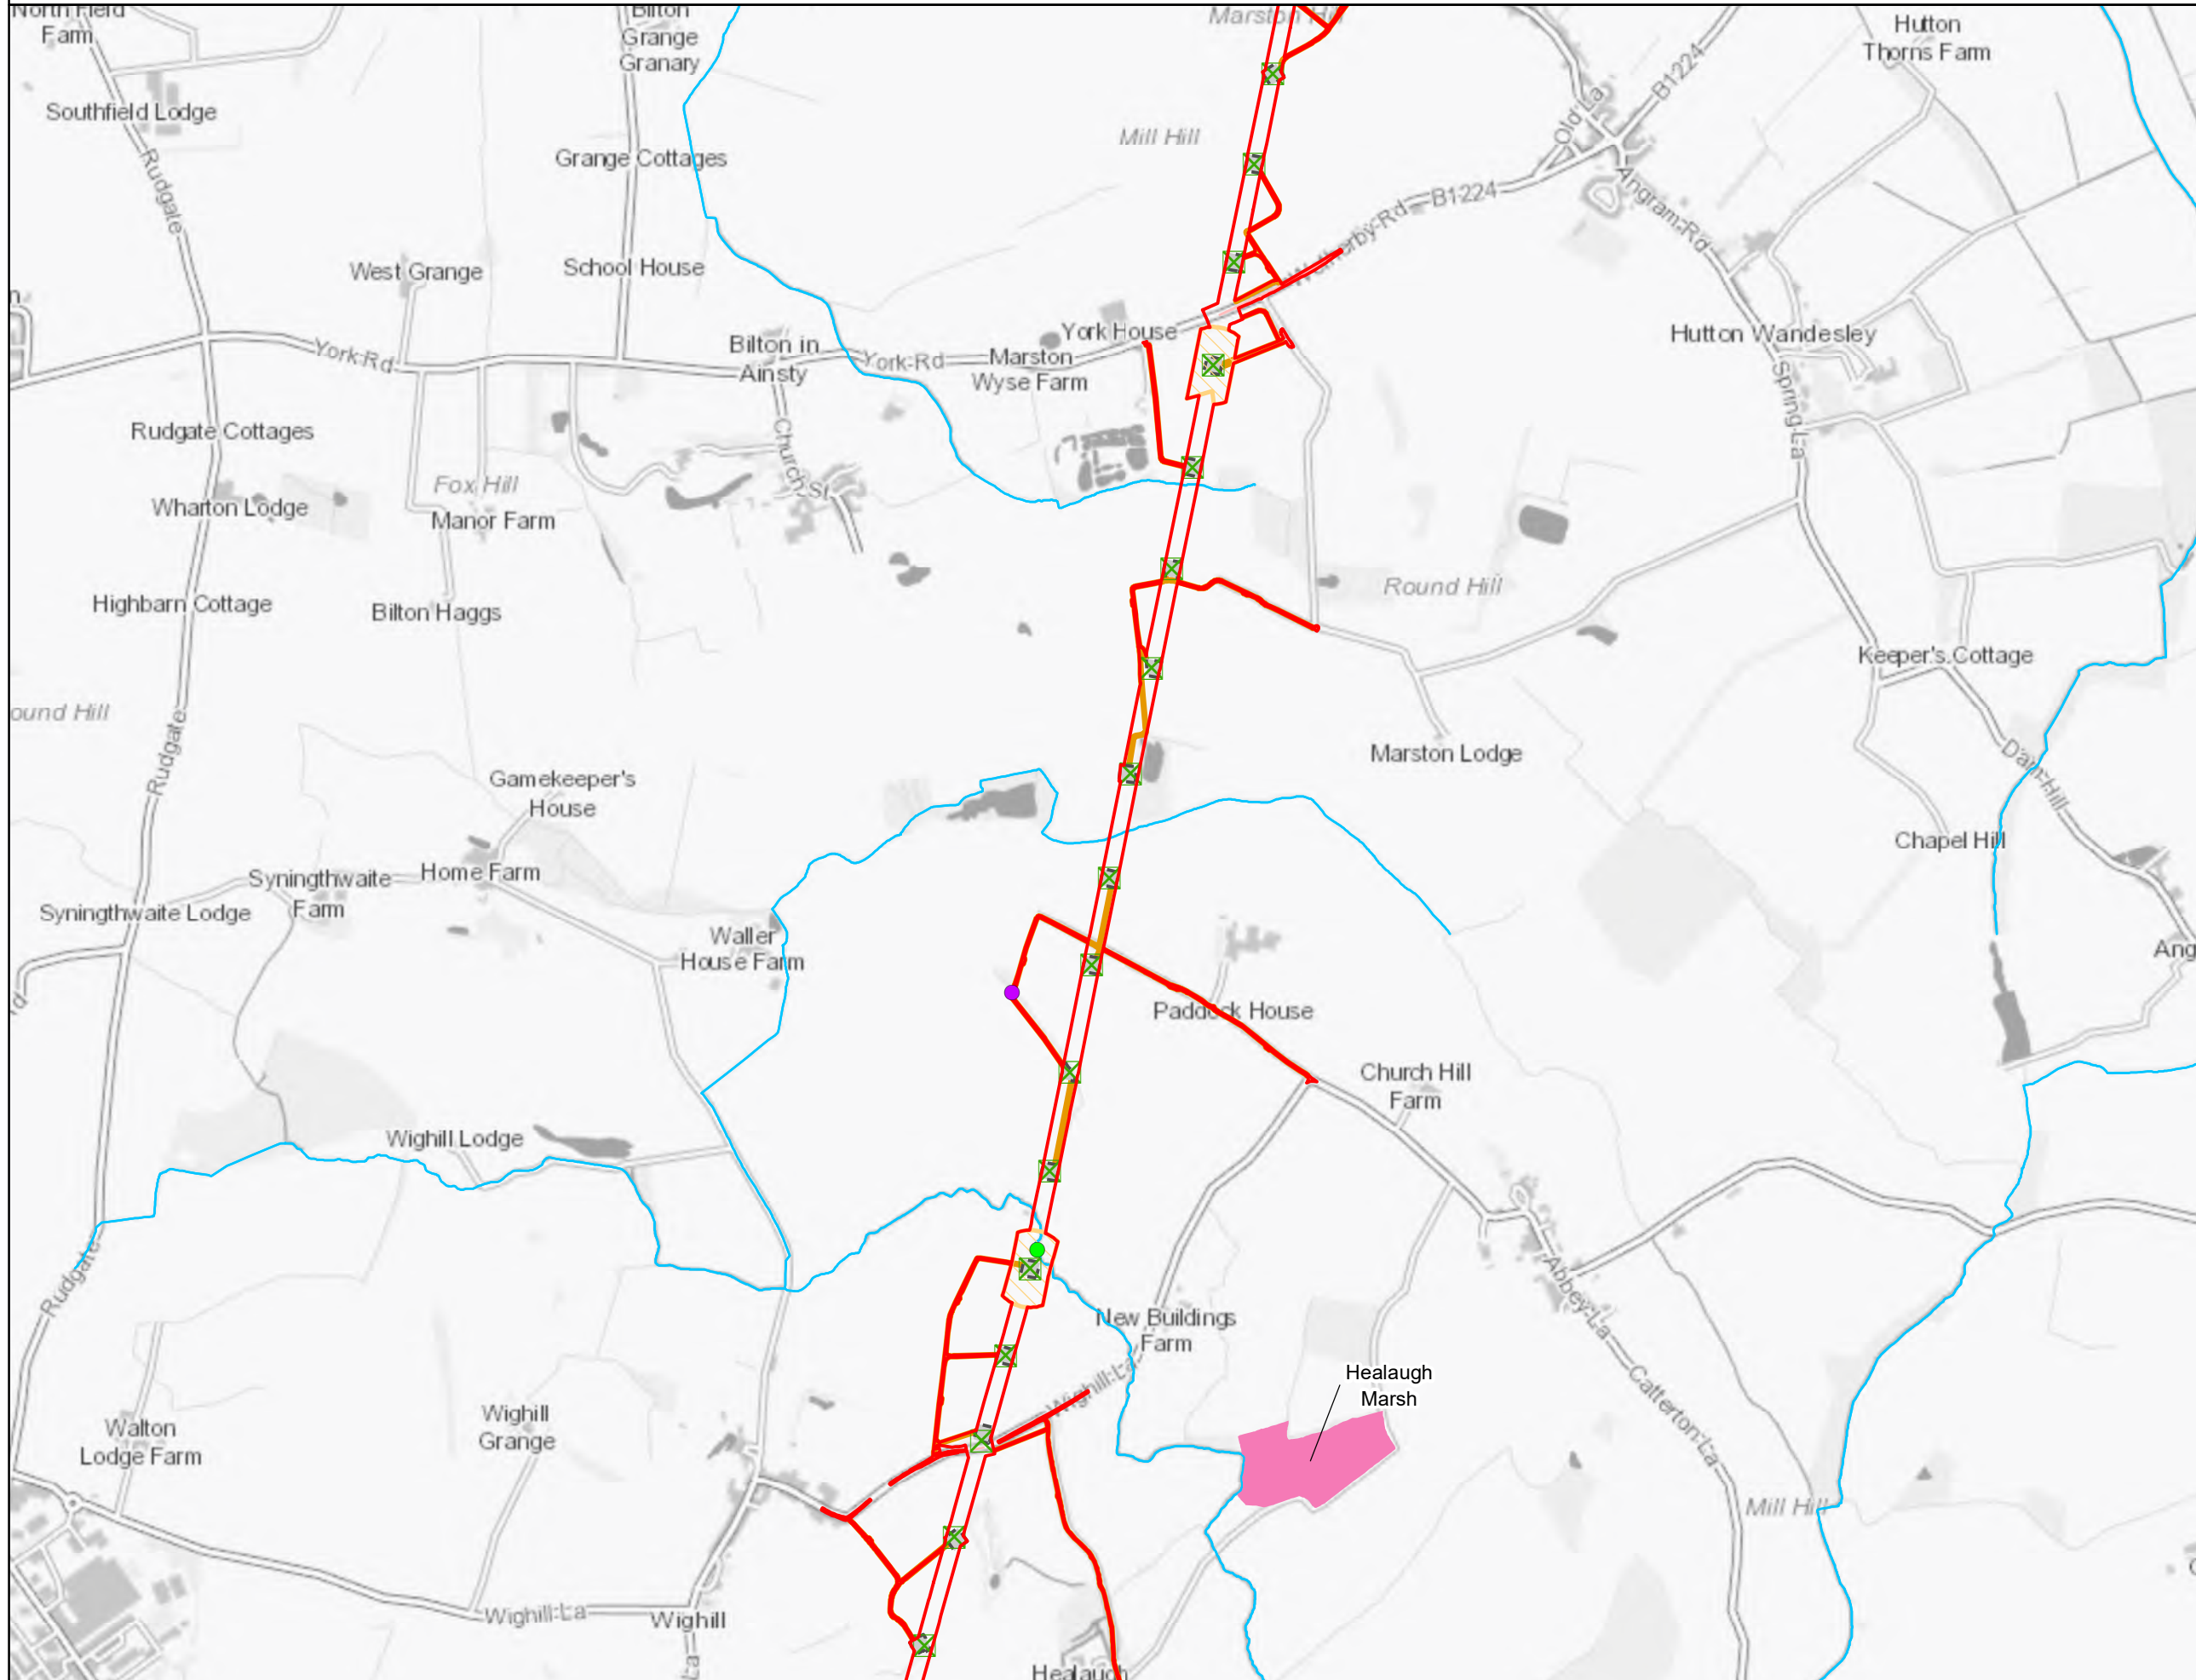 North Field
Farm
Bilton
Grange
Granary
Marston Hill
Hutton
Thorns Farm
Southfield Lodge
Old La
B1224
Mill Hill
Grange Cottages
Rudgate
Angram Rd
B1224
Wetherby Rd
West Grange
School House
York House
Hutton Wandesley
York Rd
Bilton in
Ainsty
York Rd
Marston
Wyse Farm
Spring La
Rudgate Cottages
Church St
Fox Hill
Wharton Lodge
Manor Farm
Round Hill
Highbarn Cottage
Bilton Haggs
Keeper's Cottage
ound Hill
Rudgate
Marston Lodge
Dam Hill
Gamekeeper's
House
Chapel Hill
Syningthwaite
Farm
Home Farm
Syningthwaite Lodge
Waller
House Farm
Ang
Paddock House
Church Hill
Farm
Wighill Lodge
Rudgate
Abbey La
New Buildings
Farm
Wighill La
Healaugh
Marsh
Catterton La
Walton
Lodge Farm
Wighill
Grange
Mill Hill
Wighill La
Wighill
La
Healaugh